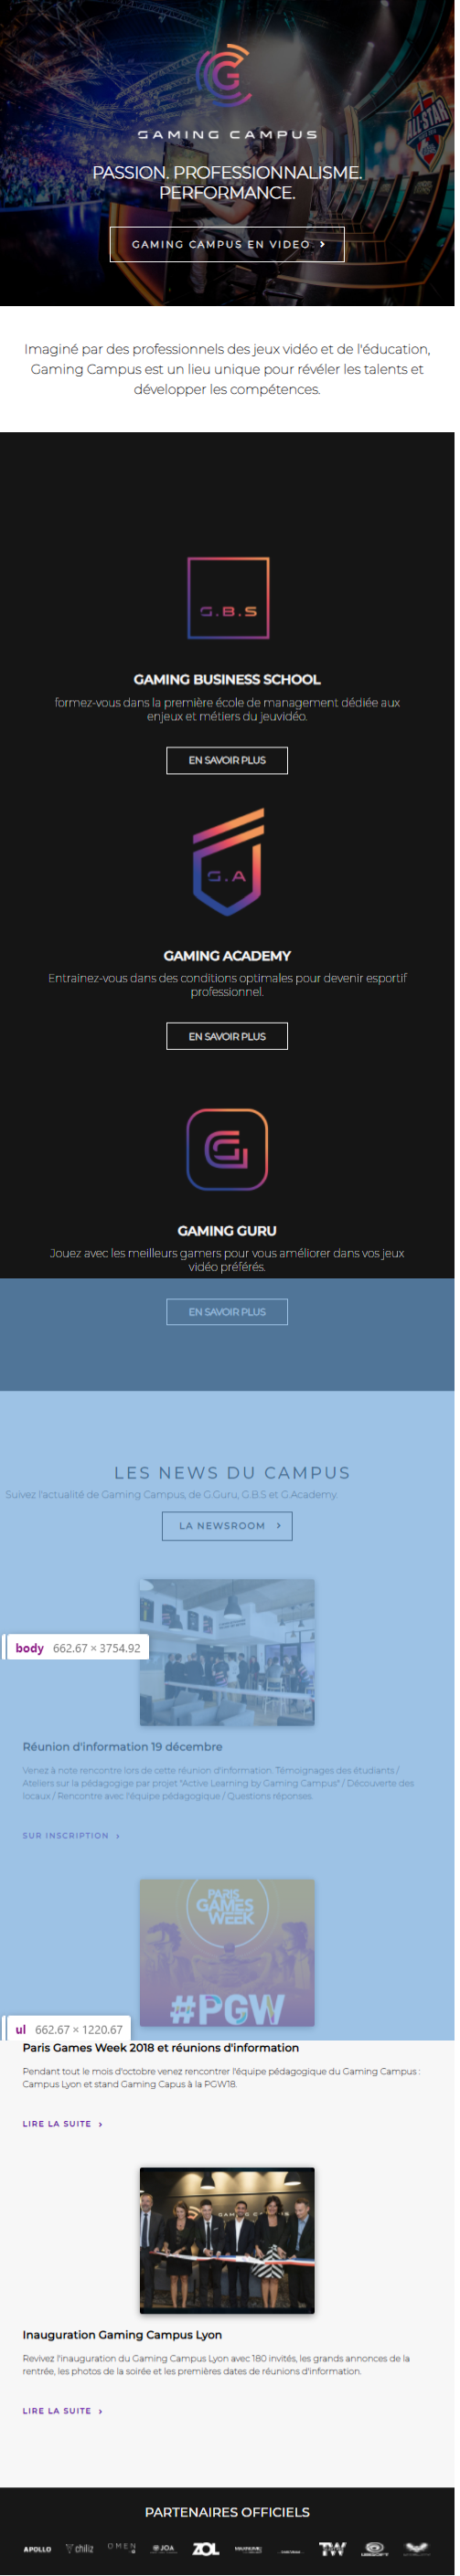 GAMING CAMPUS
PASSION. PROFESSIONNALISME.
PERFORMANCE.
GAMING CAMPUS EN VIDEO >
Imaginé par des professionnels des jeux vidéo et de l'éducation,
Gaming Campus est un lieu unique pour révéler les talents et
développer les compétences.
G.B.S
GAMING BUSINESS SCHOOL
formez-vous dans la première école de management dédiée aux
enjeux et métiers du jeuvidéo.
EN SAVOIR PLUS
G.A
GAMING ACADEMY
Entrainez-vous dans des conditions optimales pour devenir esportif
professionnel.
EN SAVOIR PLUS
G
GAMING GURU
Jouez avec les meilleurs gamers pour vous améliorer dans vos jeux
vidéo préférés.
EN SAVOIR PLUS
LES NEWS DU CAMPUS
Suivez l'actualité de Gaming Campus, de G.Guru, G.B.S et G.Academy.
LA NEWSROOM >
body 662.67 × 3754.92
Réunion d'information 19 décembre
Venez à note rencontre lors de cette réunion d'information. Témoignages des étudiants /
Ateliers sur la pédagogige par projet "Active Learning by Gaming Campus" / Découverte des
locaux / Rencontre avec l'équipe pédagogique / Questions réponses.
SUR INSCRIPTION >
PARIS
GAMES
WEEK
#PGW
ul 662.67 × 1220.67
Paris Games Week 2018 et réunions d'information
Pendant tout le mois d'octobre venez rencontrer l'équipe pédagogique du Gaming Campus :
Campus Lyon et stand Gaming Capus à la PGW18.
LIRE LA SUITE >
Inauguration Gaming Campus Lyon
Revivez l'inauguration du Gaming Campus Lyon avec 180 invités, les grands annonces de la
rentrée, les photos de la soirée et les premières dates de réunions d'information.
LIRE LA SUITE >
PARTENAIRES OFFICIELS
APOLLO chiliz OMEN JOA ZQL TW UBISOFT